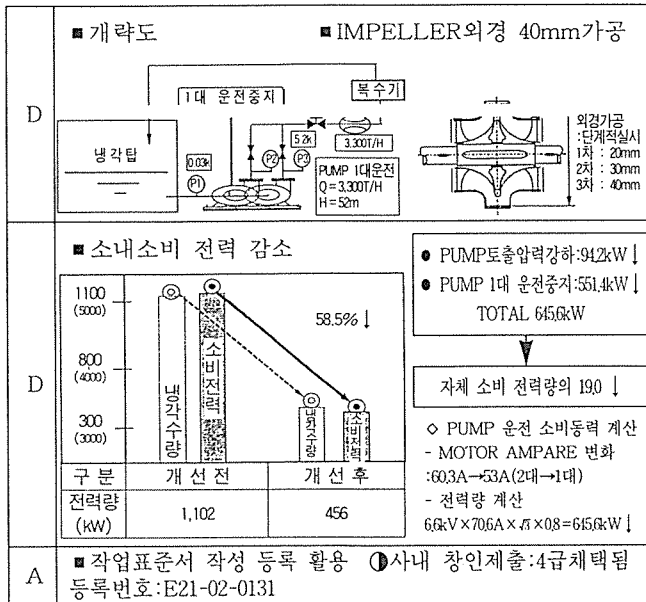 D
■ 개략도 ■ IMPELLER외경 40mm가공
1대 운전중지
복수기
냉각탑
0.03k
P1
P2
P3
5.2k
3,300T/H
PUMP 1대운전
Q = 3,300T/H
H = 52m
외경가공
:단계적실시
1차 : 20mm
2차 : 30mm
3차 : 40mm
D
■ 소내소비 전력 감소
1100
(5000)
800
(4000)
300
(3000)
냉각수량
소비전력
58.5% ↓
냉각수량
소비전력
구 분 개 선 전 개 선 후
전력량
(kW)
1,102 456
● PUMP토출압력강하:94.2kW ↓
● PUMP 1대 운전중지:551.4kW ↓
TOTAL 645.6kW
자체 소비 전력량의 19.0 ↓
◇ PUMP 운전 소비동력 계산
- MOTOR AMPARE 변화
:60.3A→53A(2대→1대)
- 전력량 계산
6.6kV×70.6A×√3×0.8=645.6kW ↓
A
■ 작업표준서 작성 등록 활용 ◑사내 창인제출:4급채택됨
등록번호:E21-02-0131